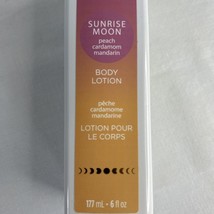 SUNRISE
MOON
peach
cardamom
mandarin
BODY
LOTION
pêche
cardamome
mandarine
LOTION POUR
LE CORPS
177 mL • 6 fl oz